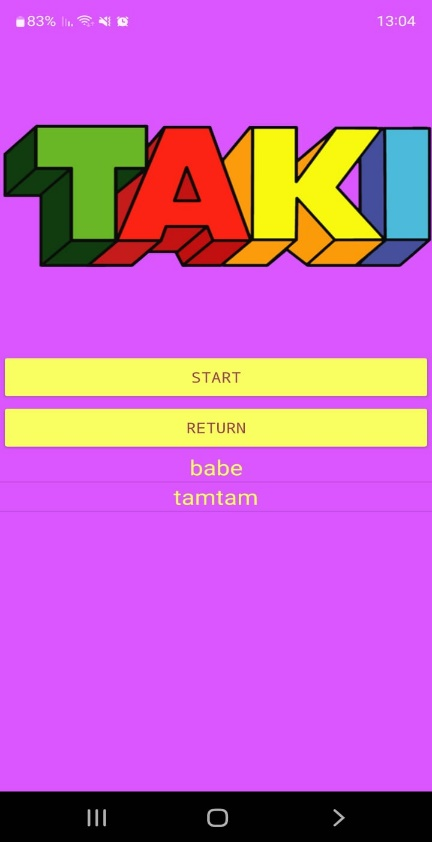 83%
13:04
TAKI
START
RETURN
babe
tamtam